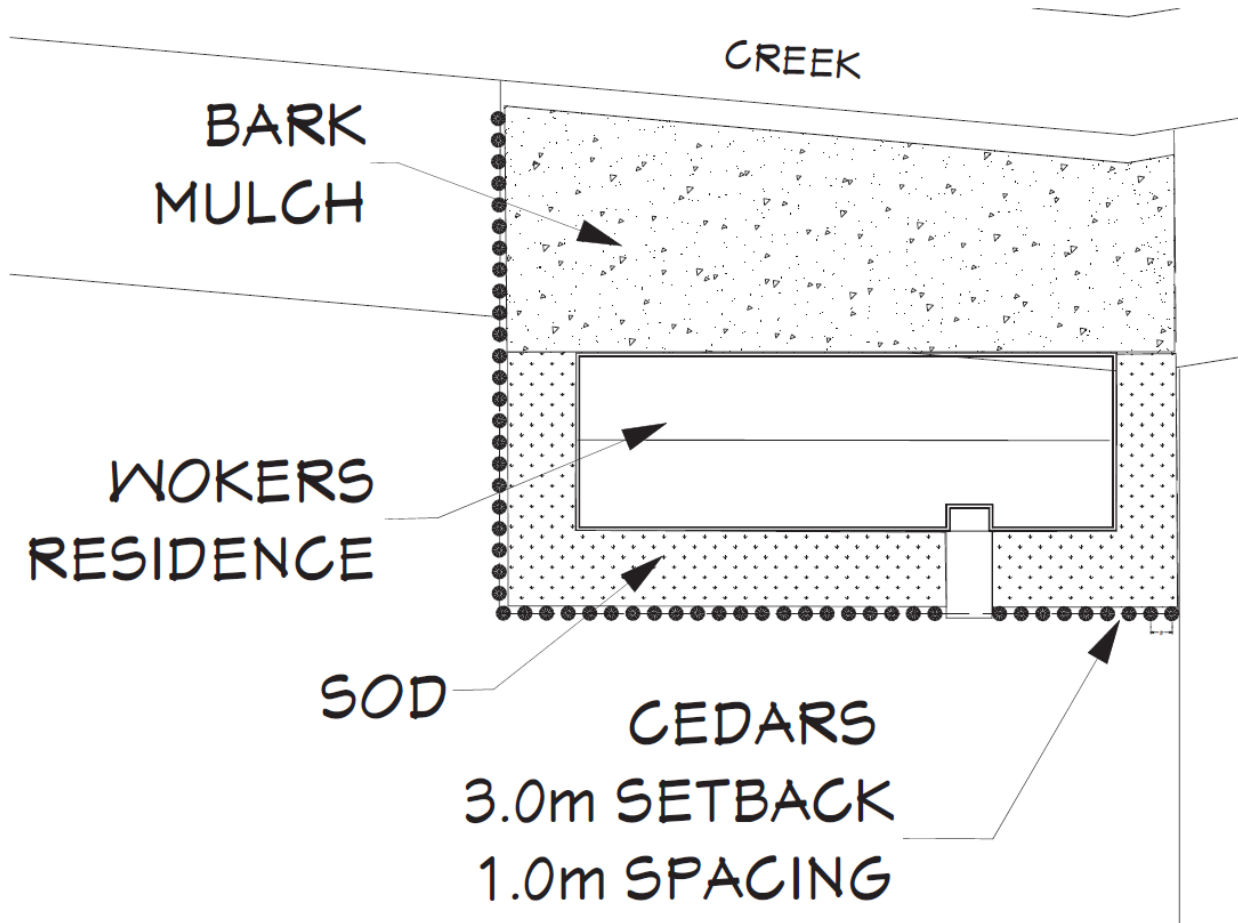 CREEK
BARK
MULCH
WOKERS
RESIDENCE
SOD
CEDARS
3.0m SETBACK
1.0m SPACING